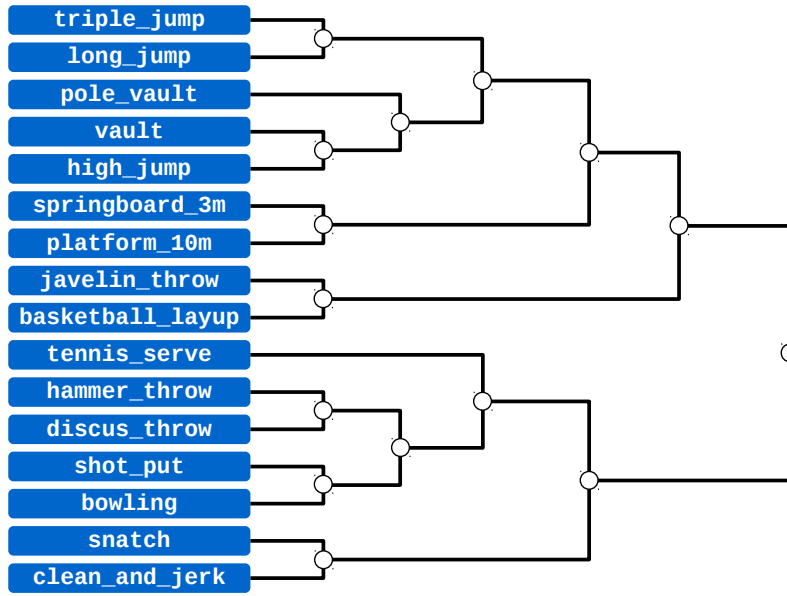 triple_jump
long_jump
pole_vault
vault
high_jump
springboard_3m
platform_10m
javelin_throw
basketball_layup
tennis_serve
hammer_throw
discus_throw
shot_put
bowling
snatch
clean_and_jerk